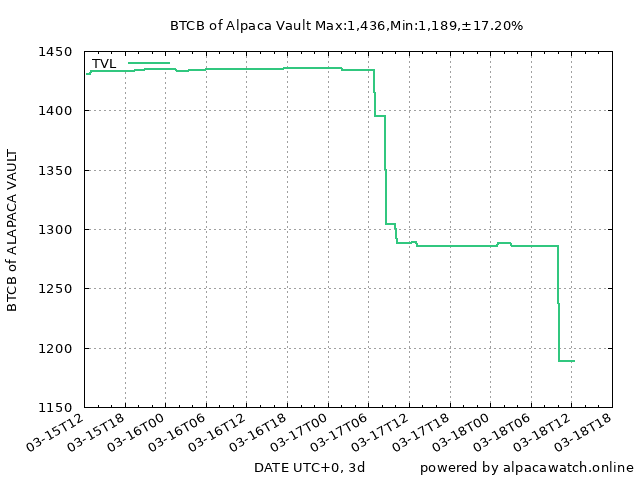 BTCB of Alpaca Vault Max:1,436,Min:1,189,±17.20%
TVL
1450
1400
1350
1300
1250
1200
1150
BTCB of ALAPACA VAULT
03-15T12
03-15T18
03-16T00
03-16T06
03-16T12
03-16T18
03-17T00
03-17T06
03-17T12
03-17T18
03-18T00
03-18T06
03-18T12
03-18T18
DATE UTC+0, 3d
powered by alpacawatch.online